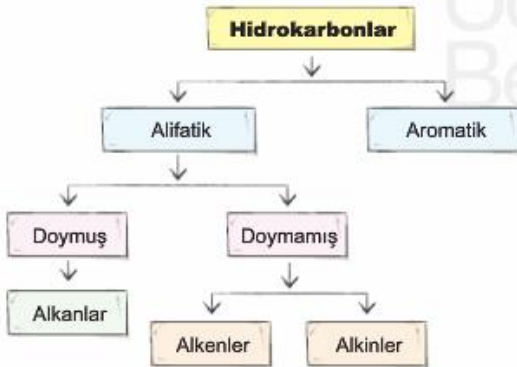 Hidrokarbonlar
Alifatik
Aromatik
Doymuş
Doymamış
Alkanlar
Alkenler
Alkinler